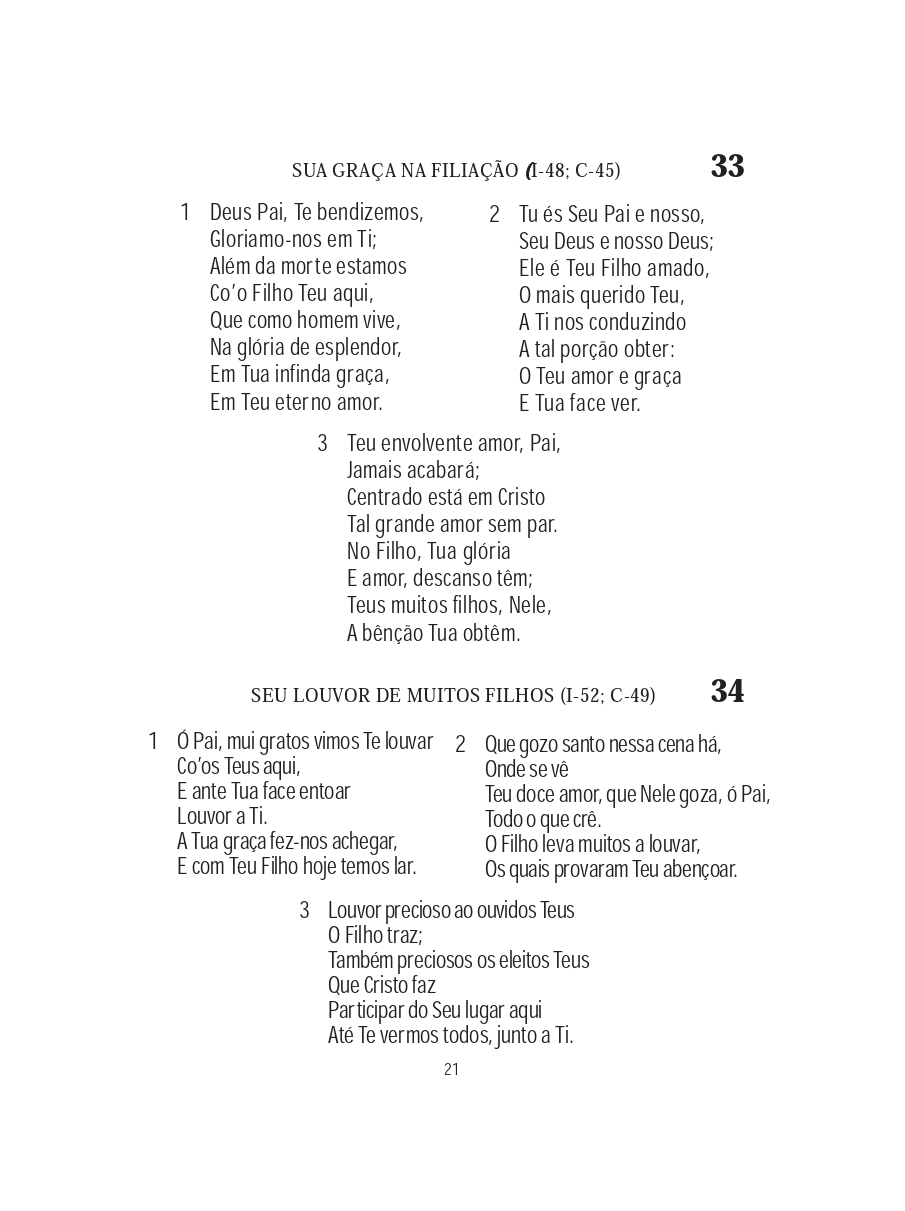 SUA GRAÇA NA FILIAÇÃO (I-48; C-45) 33
1 Deus Pai, Te bendizemos,
Gloriamo-nos em Ti;
Além da morte estamos
Co’o Filho Teu aqui,
Que como homem vive,
Na glória de esplendor,
Em Tua infinda graça,
Em Teu eterno amor.
2 Tu és Seu Pai e nosso,
Seu Deus e nosso Deus;
Ele é Teu Filho amado,
O mais querido Teu,
A Ti nos conduzindo
A tal porção obter:
O Teu amor e graça
E Tua face ver.
3 Teu envolvente amor, Pai,
Jamais acabará;
Centrado está em Cristo
Tal grande amor sem par.
No Filho, Tua glória
E amor, descanso têm;
Teus muitos filhos, Nele,
A bênção Tua obtêm.
SEU LOUVOR DE MUITOS FILHOS (I-52; C-49) 34
1 Ó Pai, mui gratos vimos Te louvar
Co’os Teus aqui,
E ante Tua face entoar
Louvor a Ti.
A Tua graça fez-nos achegar,
E com Teu Filho hoje temos lar.
2 Que gozo santo nessa cena há,
Onde se vê
Teu doce amor, que Nele goza, ó Pai,
Todo o que crê.
O Filho leva muitos a louvar,
Os quais provaram Teu abençoar.
3 Louvor precioso ao ouvidos Teus
O Filho traz;
Também preciosos os eleitos Teus
Que Cristo faz
Participar do Seu lugar aqui
Até Te vermos todos, junto a Ti.
21